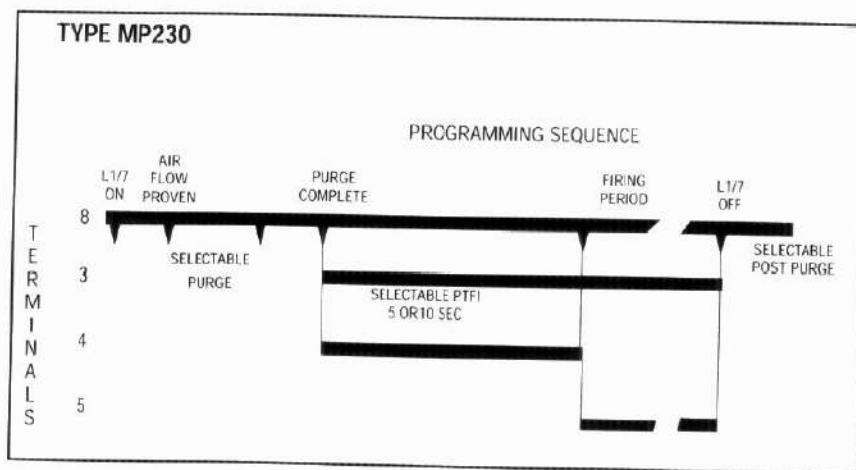 TYPE MP230
PROGRAMMING SEQUENCE
L1/7
ON
AIR
FLOW
PROVEN
PURGE
COMPLETE
FIRING
PERIOD
L1/7
OFF
TERMINALS
8
SELECTABLE
PURGE
SELECTABLE
POST PURGE
3
SELECTABLE PTFI
5 OR10 SEC
4
5